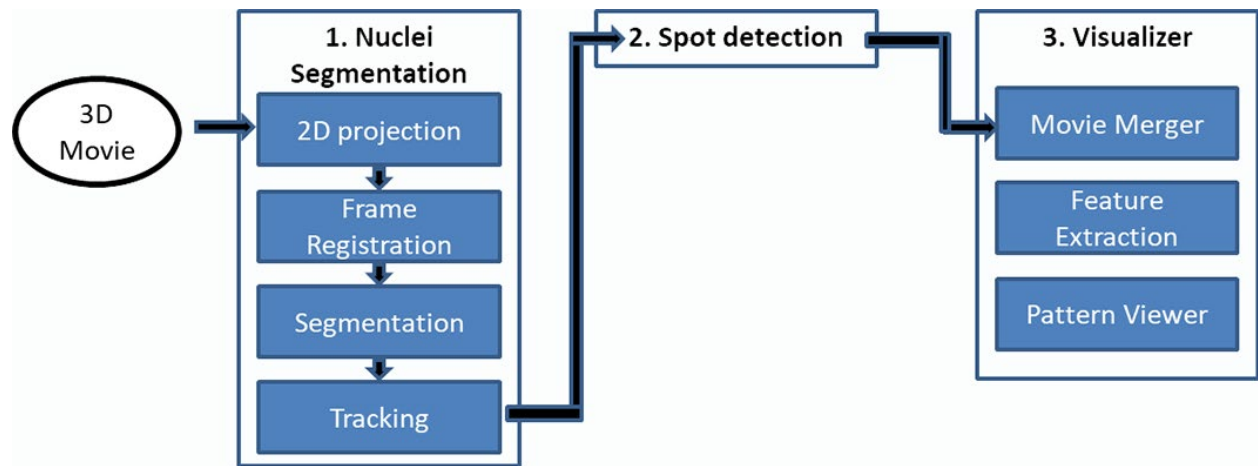 3D
Movie
1. Nuclei
Segmentation
2D projection
Frame
Registration
Segmentation
Tracking
2. Spot detection
3. Visualizer
Movie Merger
Feature
Extraction
Pattern Viewer